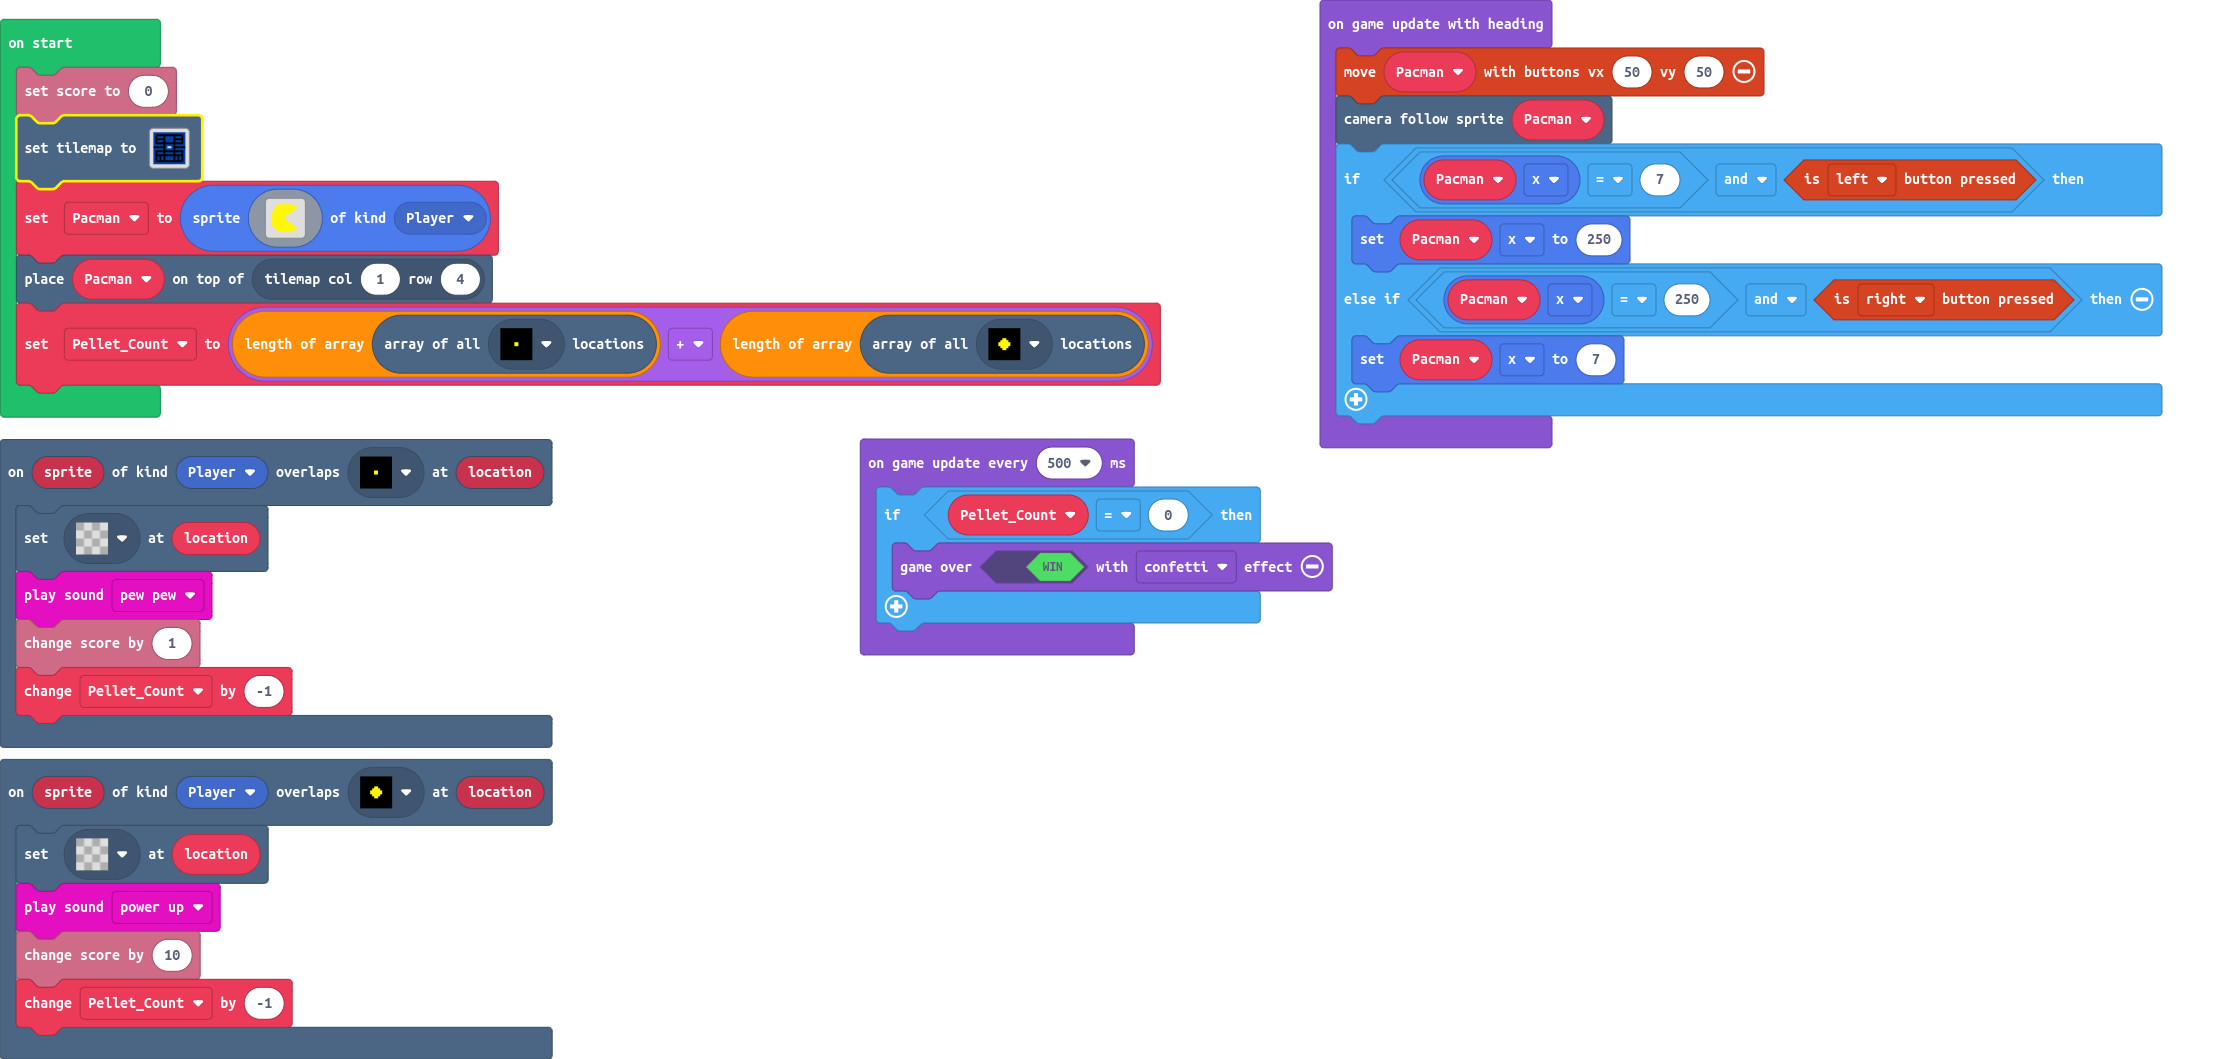 on start
set score to 0
set tilemap to
set Pacman to sprite of kind Player
place Pacman on top of tilemap col 1 row 4
set Pellet_Count to length of array array of all locations + length of array array of all locations
on sprite of kind Player overlaps at location
set at location
play sound pew pew
change score by 1
change Pellet_Count by -1
on sprite of kind Player overlaps at location
set at location
play sound power up
change score by 10
change Pellet_Count by -1
on game update every 500 ms
if Pellet_Count = 0 then
game over WIN with confetti effect
on game update with heading
move Pacman with buttons vx 50 vy 50
camera follow sprite Pacman
if Pacman x = 7 and is left button pressed then
set Pacman x to 250
else if Pacman x = 250 and is right button pressed then
set Pacman x to 7